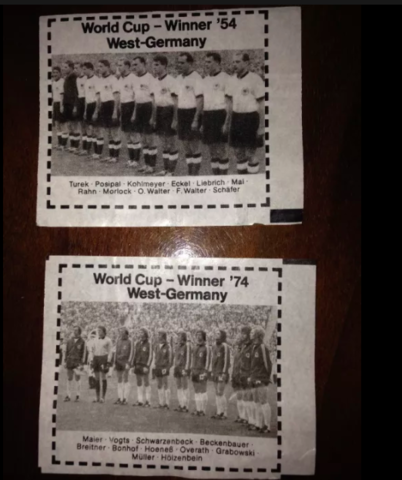 World Cup – Winner '54
West-Germany
Turek · Posipal · Kohlmeyer · Eckel · Liebrich · Mai ·
Rahn · Morlock · O. Walter · F. Walter · Schäfer
World Cup – Winner '74
West-Germany
Maier · Vogts · Schwarzenbeck · Beckenbauer ·
Breitner · Bonhof · Hoeneß · Overath · Grabowski
Müller · Hölzenbein